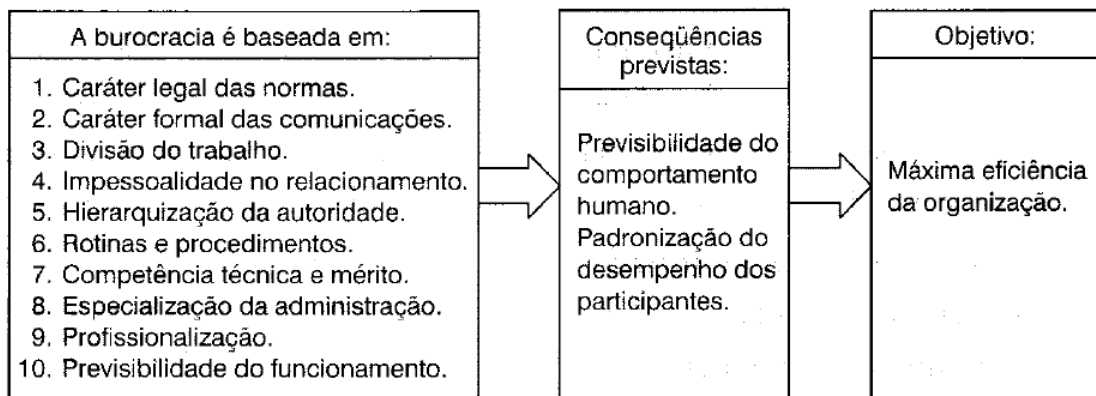 A burocracia é baseada em:
1. Caráter legal das normas.
2. Caráter formal das comunicações.
3. Divisão do trabalho.
4. Impessoalidade no relacionamento.
5. Hierarquização da autoridade.
6. Rotinas e procedimentos.
7. Competência técnica e mérito.
8. Especialização da administração.
9. Profissionalização.
10. Previsibilidade do funcionamento.
Conseqüências
previstas:
Previsibilidade do
comportamento
humano.
Padronização do
desempenho dos
participantes.
Objetivo:
Máxima eficiência
da organização.